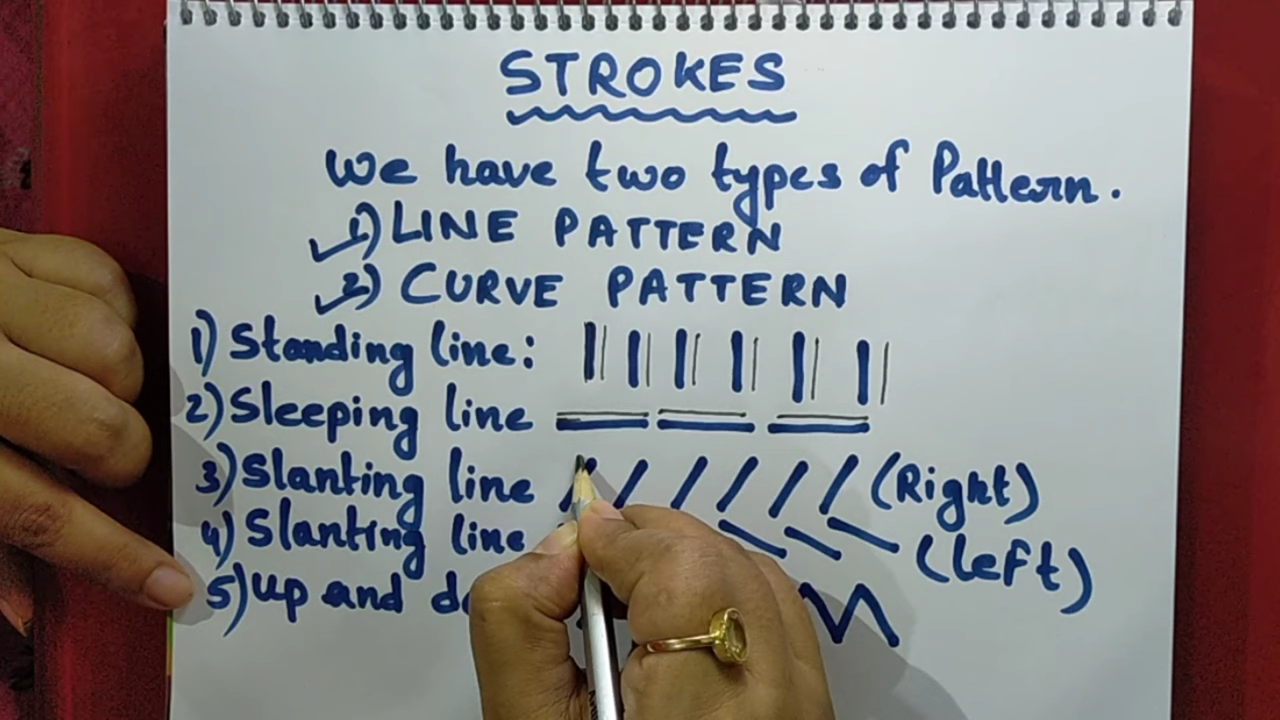 STROKES
We have two types of Pattern.
1) LINE PATTERN
2) CURVE PATTERN
1) Standing line:
2) Sleeping line
3) Slanting line (Right)
4) Slanting line (left)
5) up and